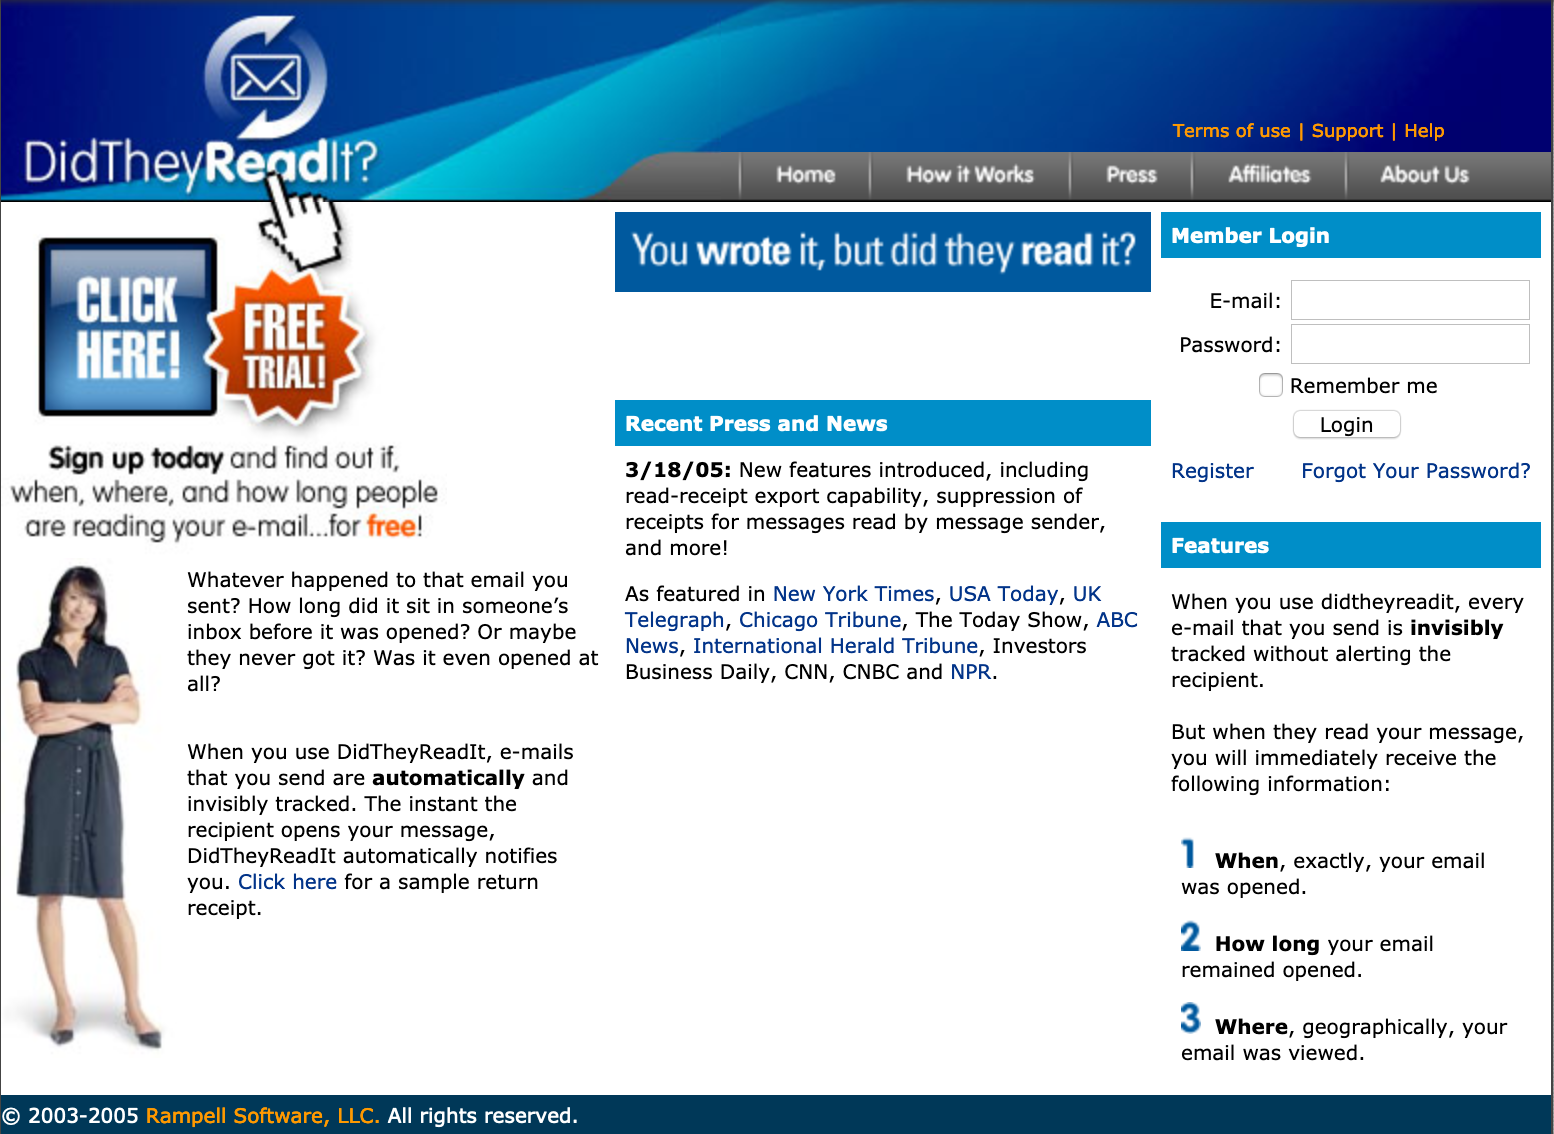 DidTheyReadIt?
Terms of use | Support | Help
Home How it Works Press Affiliates About Us
CLICK
HERE!
FREE
TRIAL!
Sign up today and find out if,
when, where, and how long people
are reading your e-mail...for free!
Whatever happened to that email you
sent? How long did it sit in someone’s
inbox before it was opened? Or maybe
they never got it? Was it even opened at
all?
When you use DidTheyReadIt, e-mails
that you send are automatically and
invisibly tracked. The instant the
recipient opens your message,
DidTheyReadIt automatically notifies
you. Click here for a sample return
receipt.
You wrote it, but did they read it?
Recent Press and News
3/18/05: New features introduced, including
read-receipt export capability, suppression of
receipts for messages read by message sender,
and more!
As featured in New York Times, USA Today, UK
Telegraph, Chicago Tribune, The Today Show, ABC
News, International Herald Tribune, Investors
Business Daily, CNN, CNBC and NPR.
Member Login
E-mail:
Password:
Remember me
Login
Register Forgot Your Password?
Features
When you use didtheyreadit, every
e-mail that you send is invisibly
tracked without alerting the
recipient.
But when they read your message,
you will immediately receive the
following information:
1 When, exactly, your email
was opened.
2 How long your email
remained opened.
3 Where, geographically, your
email was viewed.
© 2003-2005 Rampell Software, LLC. All rights reserved.